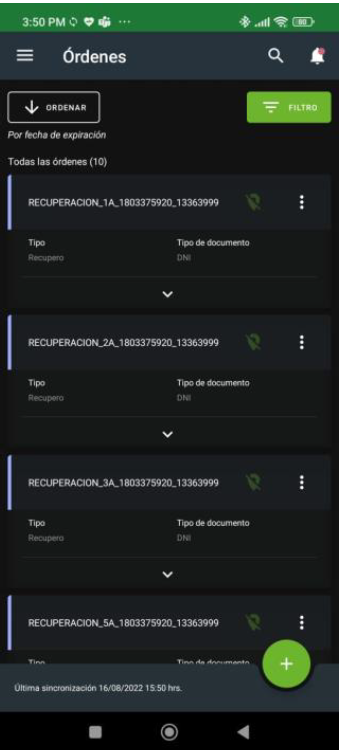 3:50 PM
80
Órdenes
ORDENAR
FILTRO
Por fecha de expiración
Todas las órdenes (10)
RECUPERACION_1A_1803375920_13363999
Tipo Tipo de documento
Recupero DNI
RECUPERACION_2A_1803375920_13363999
Tipo Tipo de documento
Recupero DNI
RECUPERACION_3A_1803375920_13363999
Tipo Tipo de documento
Recupero DNI
RECUPERACION_5A_1803375920_13363999
Tipo Tipo de documento
Última sincronización 16/08/2022 15:50 hrs.